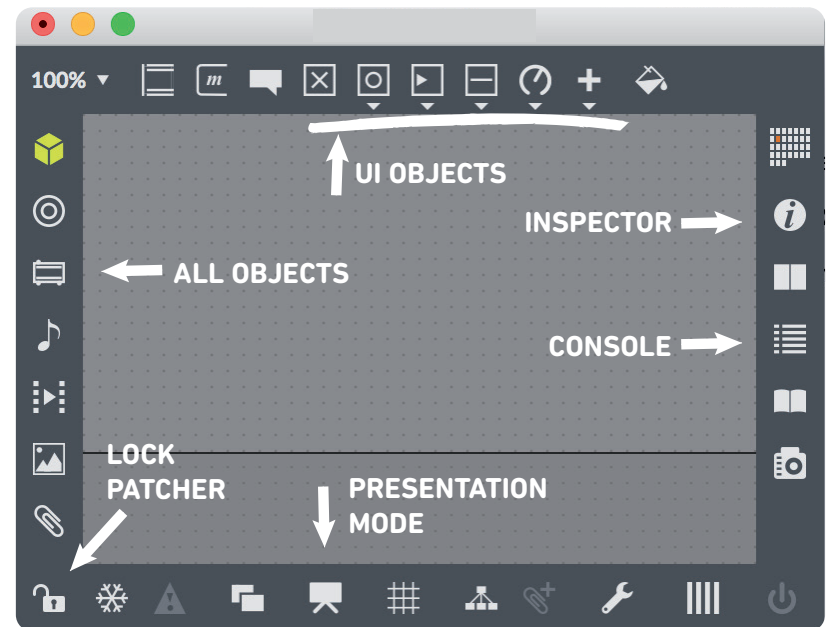 100%
m
UI OBJECTS
INSPECTOR
i
ALL OBJECTS
CONSOLE
LOCK
PATCHER
PRESENTATION
MODE